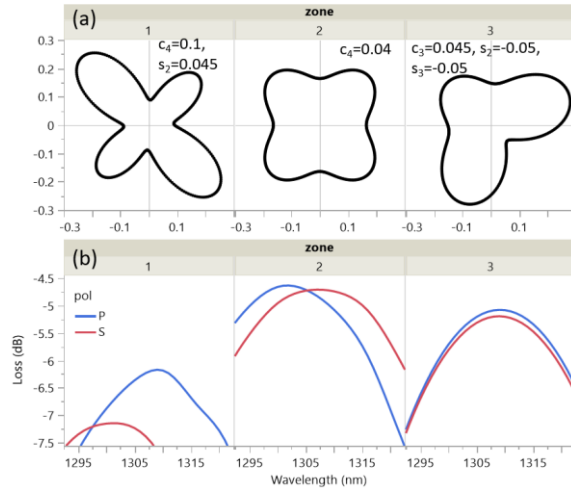 (a)
zone
1 2 3
c₄=0.1,
s₂=0.045
c₄=0.04
c₃=0.045, s₂=-0.05,
s₃=-0.05
0.3
0.2
0.1
0
-0.1
-0.2
-0.3
-0.3 -0.1 0.1 -0.3 -0.1 0.1 -0.3 -0.1 0.1
(b)
zone
1 2 3
pol
P
S
Loss (dB)
-4.5
-5
-5.5
-6
-6.5
-7
-7.5
1295 1305 1315 1295 1305 1315 1295 1305 1315
Wavelength (nm)